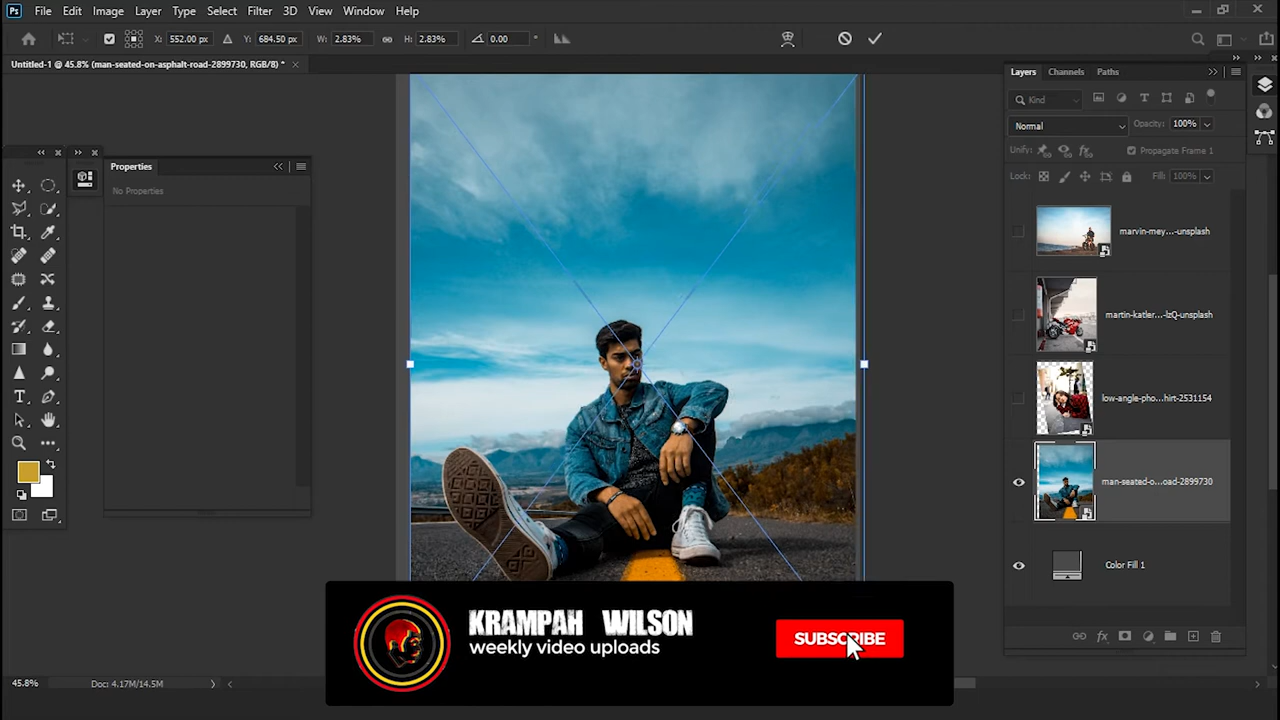 Ps File Edit Image Layer Type Select Filter 3D View Window Help
X: 552.00 px Y: 684.50 px W: 2.83% H: 2.83% 0.00 °
Untitled-1 @ 45.8% (man-seated-on-asphalt-road-2899730, RGB/8) *
Layers Channels Paths
Kind
Normal Opacity: 100%
Unify: Propagate Frame 1
Lock: Fill: 100%
Properties
No Properties
marvin-mey...-unsplash
martin-katler...-lzQ-unsplash
low-angle-pho...hirt-2531154
man-seated-o...oad-2899730
Color Fill 1
KRAMPAH WILSON
weekly video uploads
SUBSCRIBE
45.8% Doc: 4.17M/14.5M